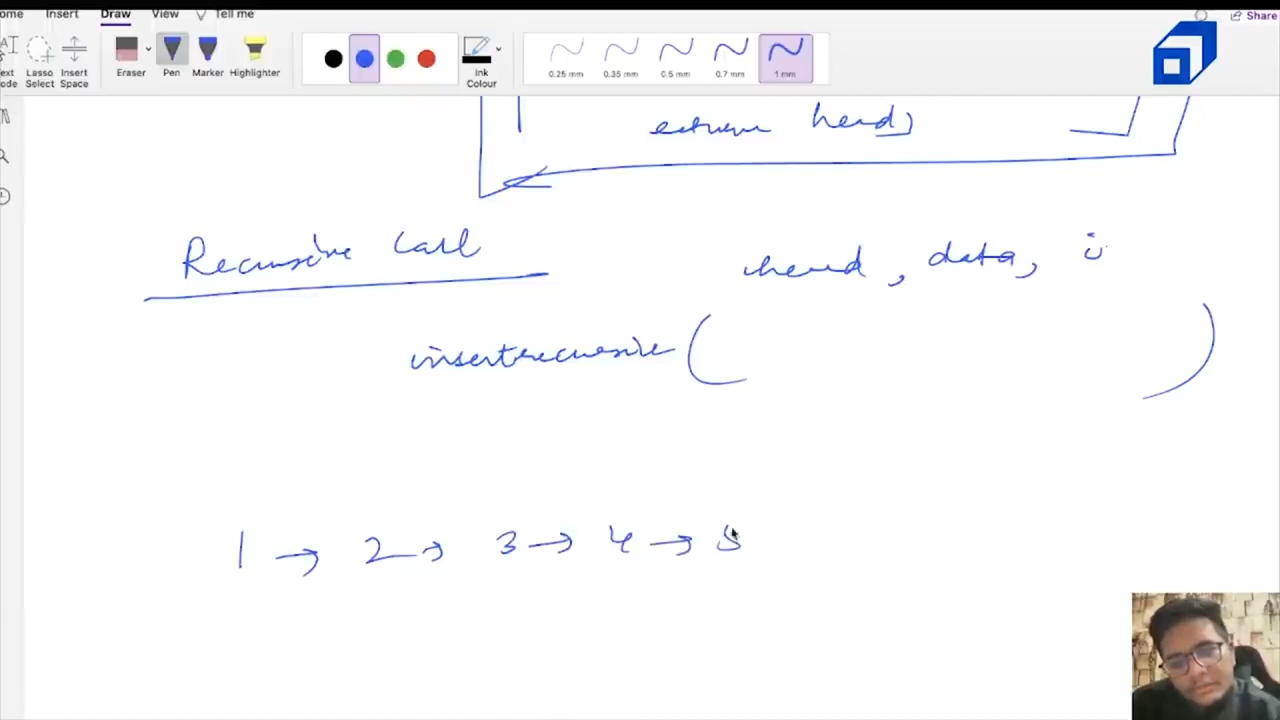 Insert Draw View Tell me Share
Eraser Pen Marker Highlighter
Lasso Select Insert Space
Ink Colour
0.25 mm 0.35 mm 0.5 mm 0.7 mm 1 mm
return head
Recursive Call
head, data, i
insertrecursive (      )
1 → 2 → 3 → 4 → 5